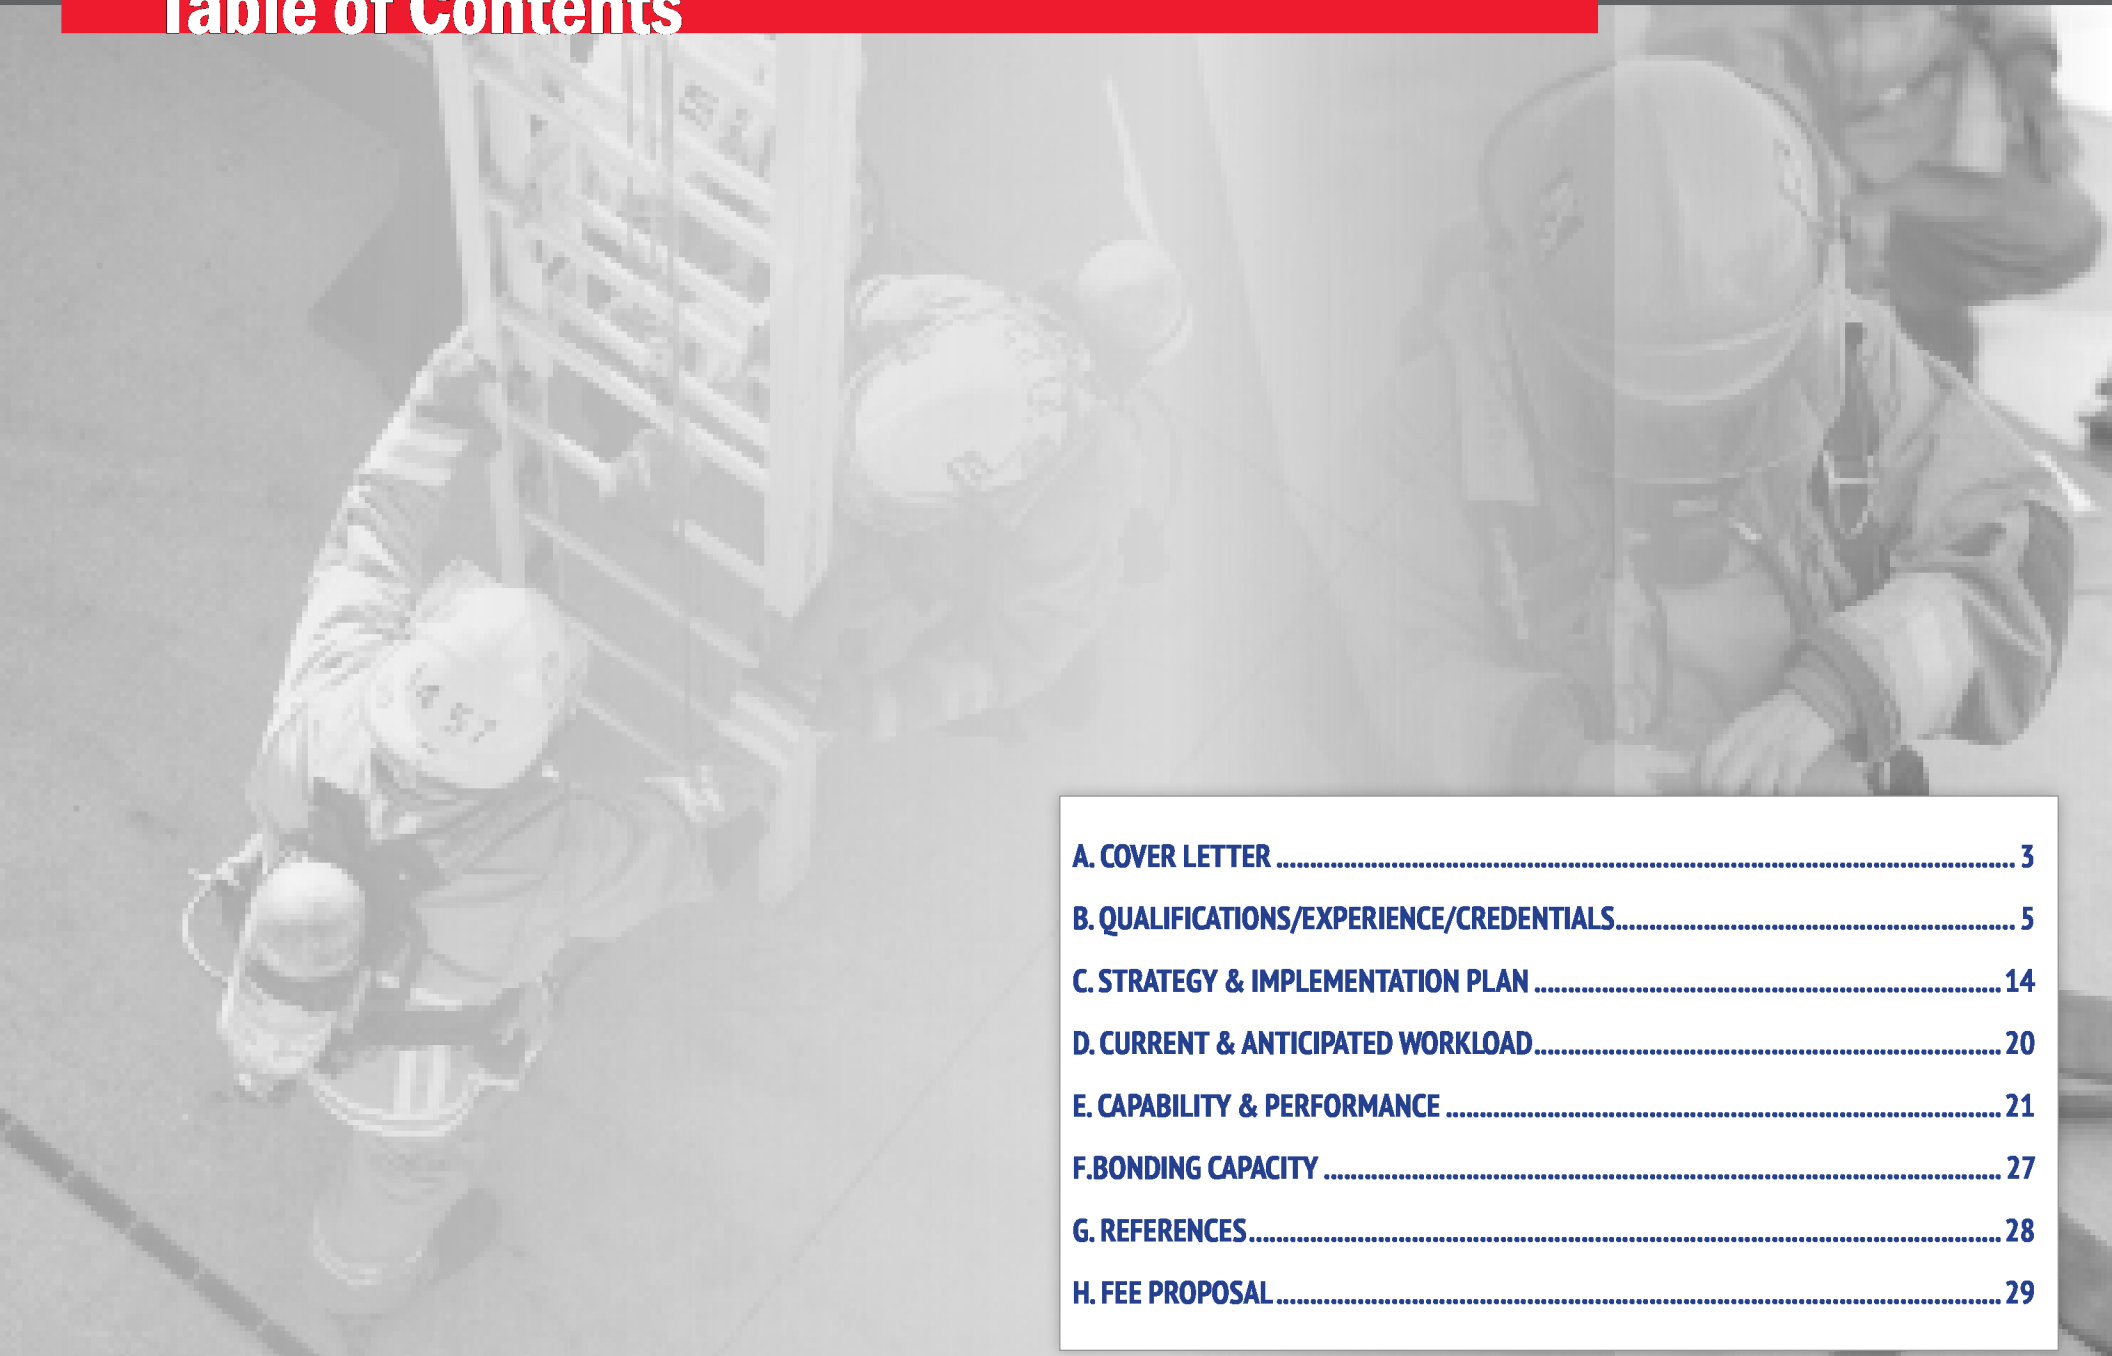 Table of Contents
A. COVER LETTER ........ 3
B. QUALIFICATIONS/EXPERIENCE/CREDENTIALS........ 5
C. STRATEGY & IMPLEMENTATION PLAN ........ 14
D. CURRENT & ANTICIPATED WORKLOAD........ 20
E. CAPABILITY & PERFORMANCE ........ 21
F.BONDING CAPACITY ........ 27
G. REFERENCES........ 28
H. FEE PROPOSAL ........ 29